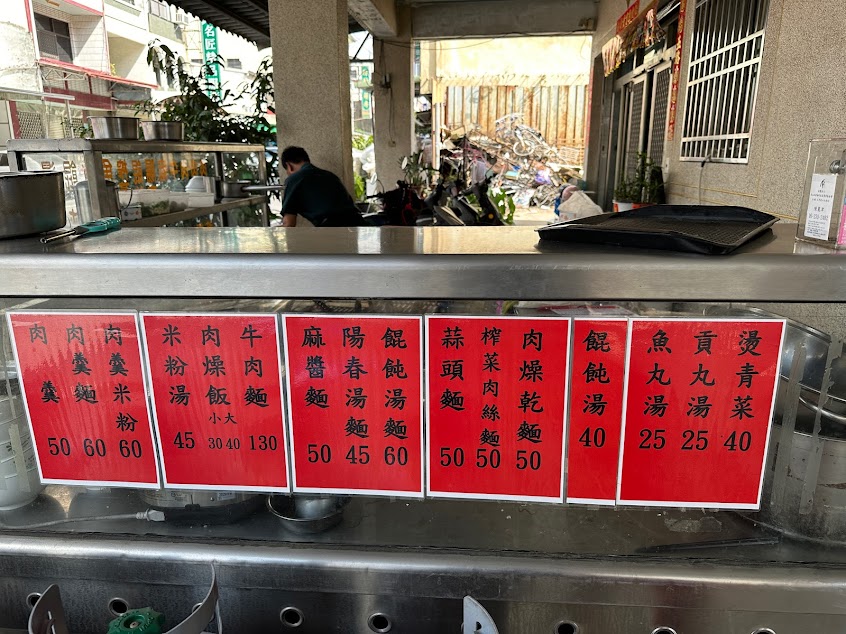 名匠
肉羹米粉
60
肉羹麵
60
肉羹
50
牛肉麵
130
肉燥飯
小 大
30 40
米粉湯
45
餛飩湯麵
60
陽春湯麵
45
麻醬麵
50
肉燥乾麵
50
榨菜肉絲麵
50
蒜頭麵
50
餛飩湯
40
燙青菜
40
貢丸湯
25
魚丸湯
25